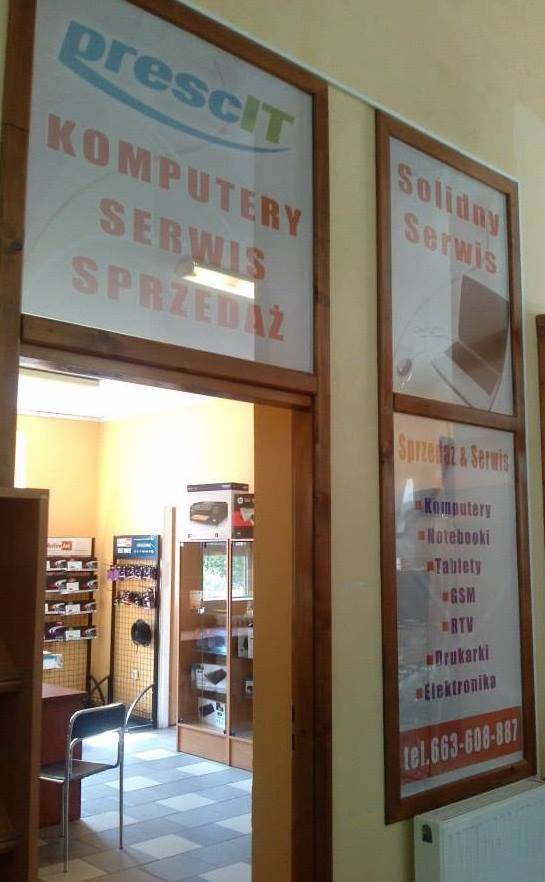 prescIT
KOMPUTERY
SERWIS
SPRZEDAŻ
Solidny
Serwis
Sprzedaż & Serwis
Komputery
Notebooki
Tablety
GSM
RTV
Drukarki
Elektronika
tel.663-608-887